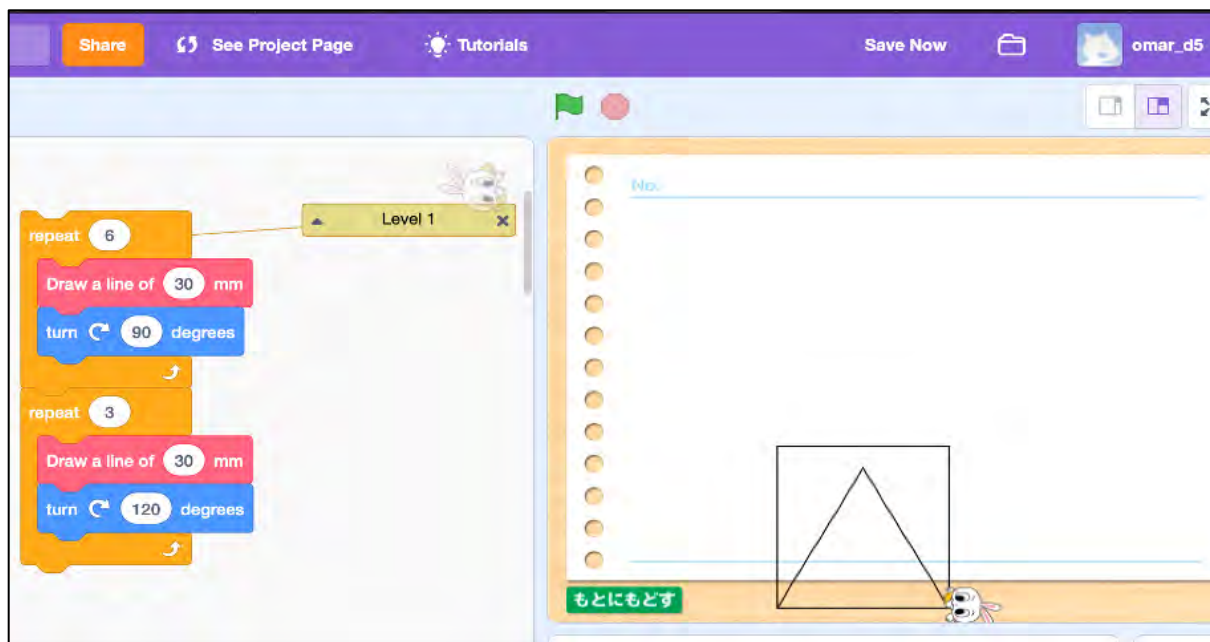 Share
See Project Page
Tutorials
Save Now
omar_d5
Level 1
repeat 6
Draw a line of 30 mm
turn 90 degrees
repeat 3
Draw a line of 30 mm
turn 120 degrees
No.
もとにもどす